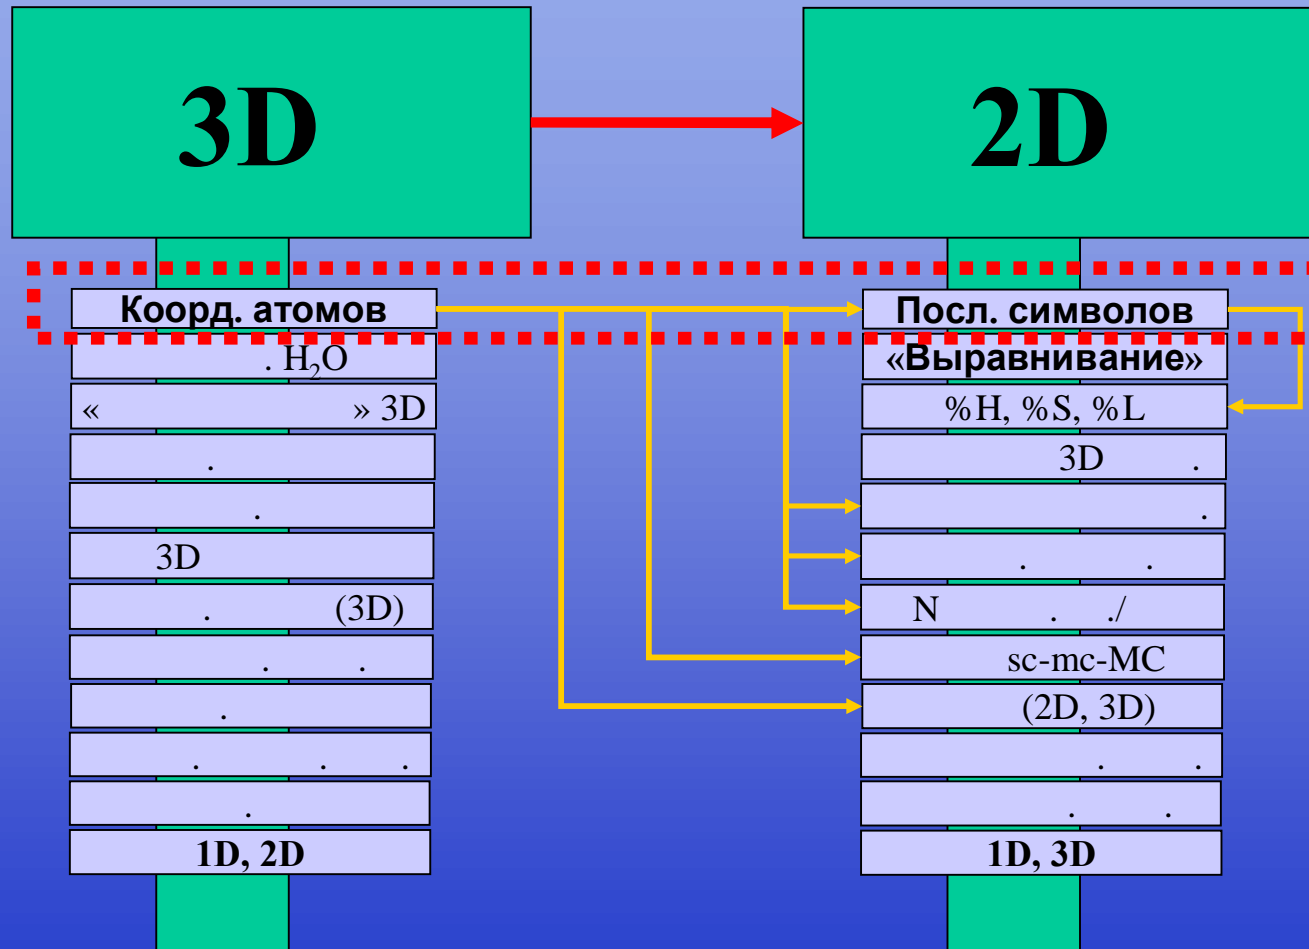 3D
Коорд. атомов
. H₂O
« » 3D
.
.
3D
. (3D)
. .
.
. . .
.
1D, 2D
2D
Посл. символов
«Выравнивание»
%H, %S, %L
3D .
.
. .
N . ./
sc-mc-MC
(2D, 3D)
. .
. .
1D, 3D